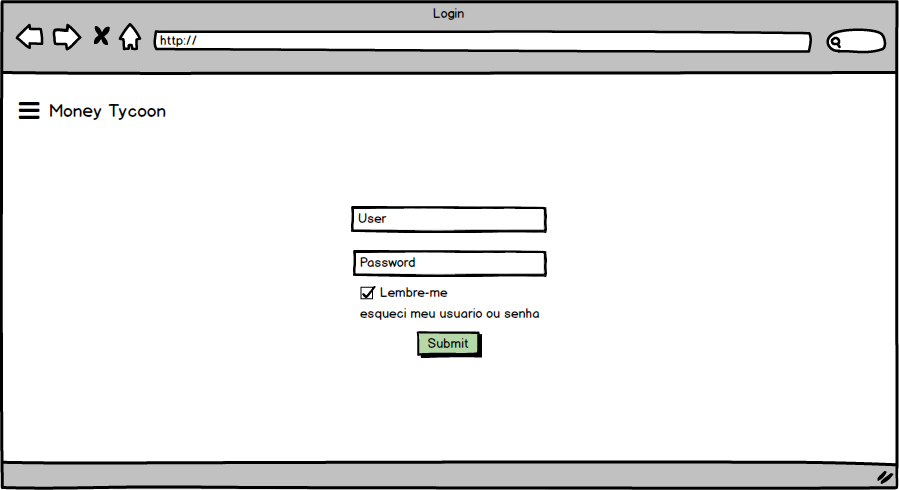 Login
http://
Money Tycoon
User
Password
Lembre-me
esqueci meu usuario ou senha
Submit